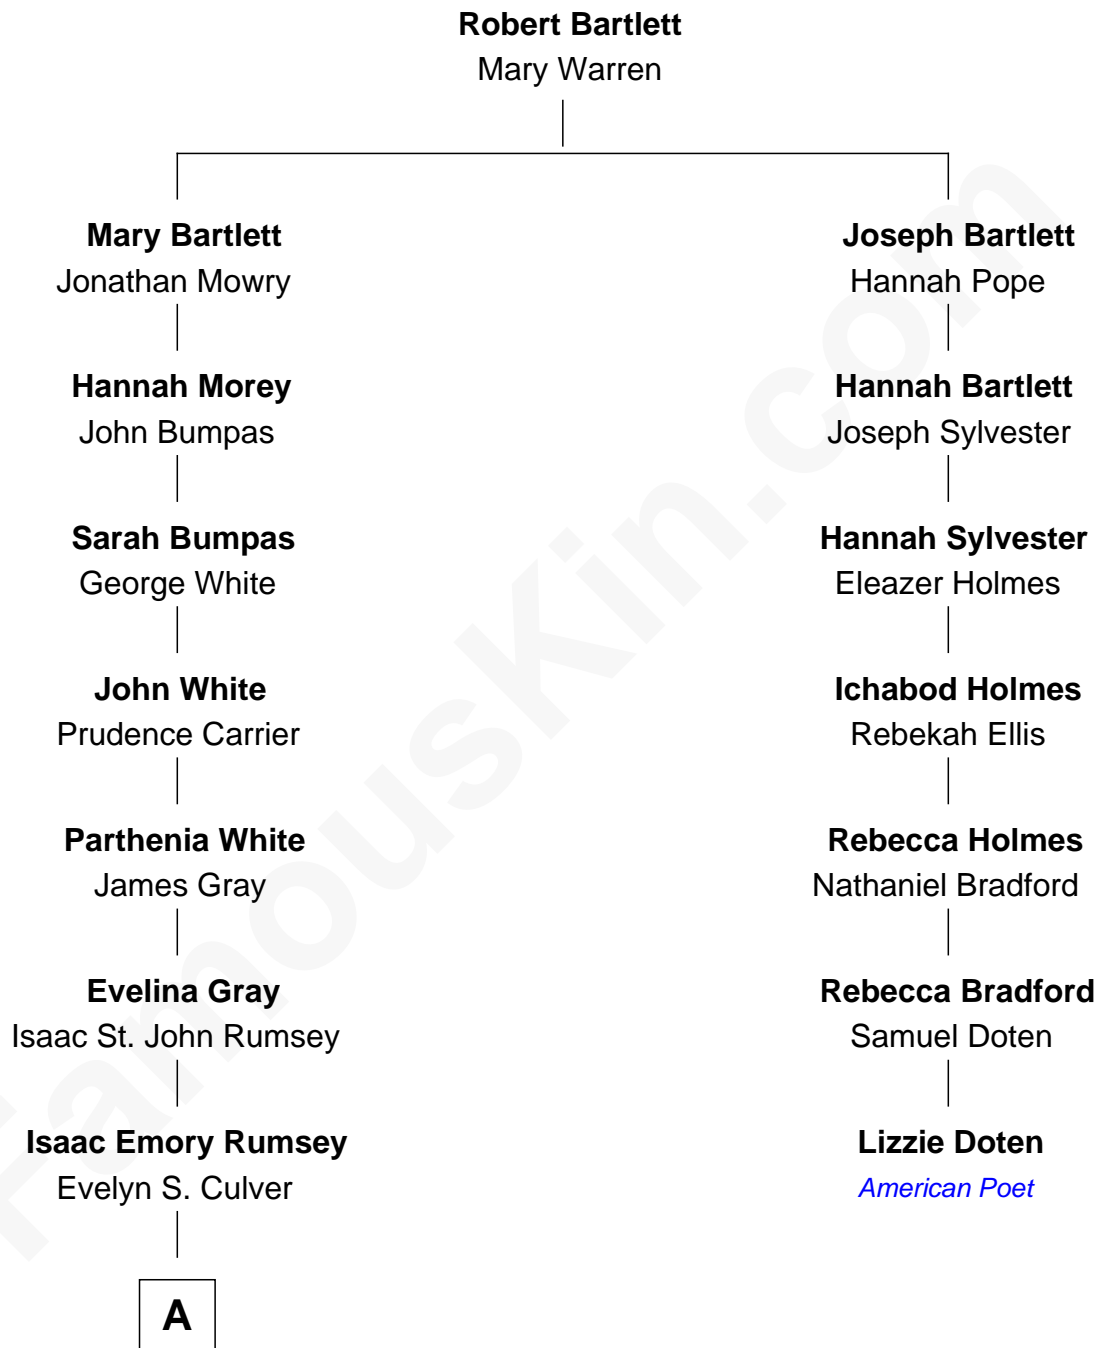 Robert Bartlett
Mary Warren
Mary Bartlett
Jonathan Mowry
Joseph Bartlett
Hannah Pope
Hannah Morey
John Bumpas
Hannah Bartlett
Joseph Sylvester
Sarah Bumpas
George White
Hannah Sylvester
Eleazer Holmes
John White
Prudence Carrier
Ichabod Holmes
Rebekah Ellis
Parthenia White
James Gray
Rebecca Holmes
Nathaniel Bradford
Evelina Gray
Isaac St. John Rumsey
Rebecca Bradford
Samuel Doten
Isaac Emory Rumsey
Evelyn S. Culver
Lizzie Doten
American Poet
A
FamousKin.com